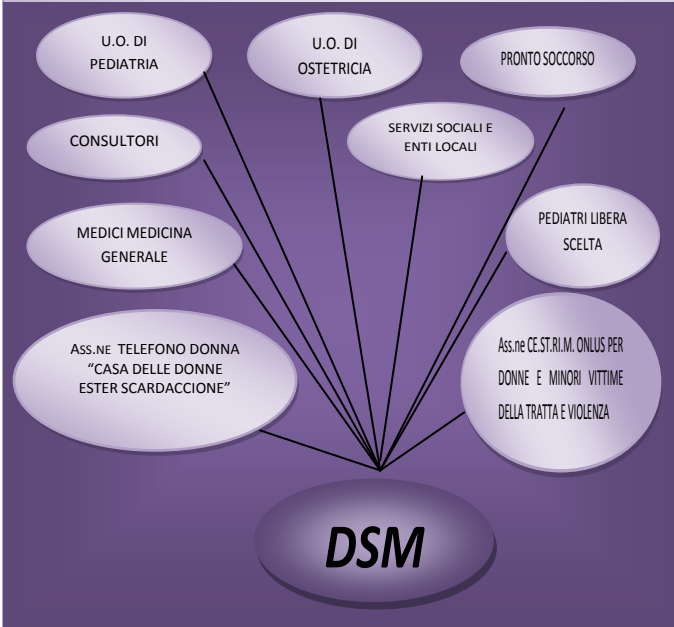 U.O. DI
PEDIATRIA
U.O. DI
OSTETRICIA
PRONTO SOCCORSO
CONSULTORI
SERVIZI SOCIALI E
ENTI LOCALI
MEDICI MEDICINA
GENERALE
PEDIATRI LIBERA
SCELTA
ASS.NE TELEFONO DONNA
“CASA DELLE DONNE
ESTER SCARDACCIONE”
Ass.ne CE.ST.RI.M. ONLUS PER
DONNE E MINORI VITTIME
DELLA TRATTA E VIOLENZA
DSM